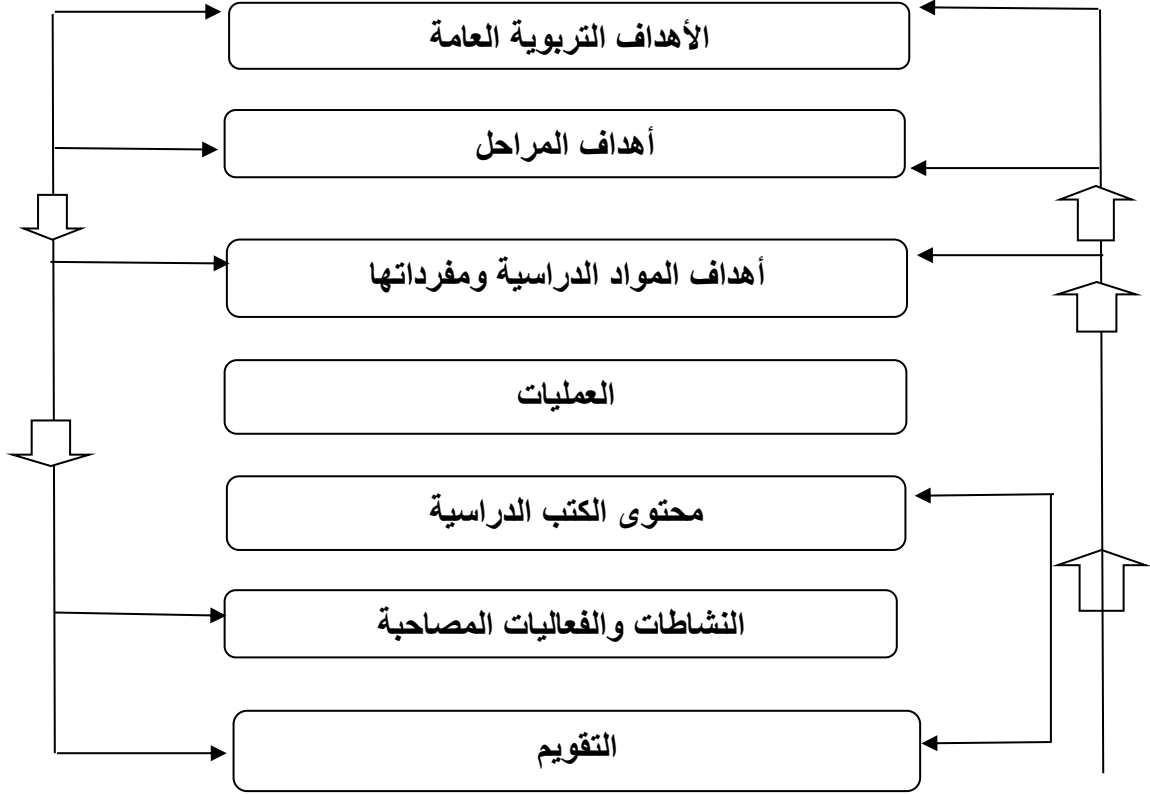 الأهداف التربوية العامة
أهداف المراحل
أهداف المواد الدراسية ومفرداتها
العمليات
محتوى الكتب الدراسية
النشاطات والفعاليات المصاحبة
التقويم